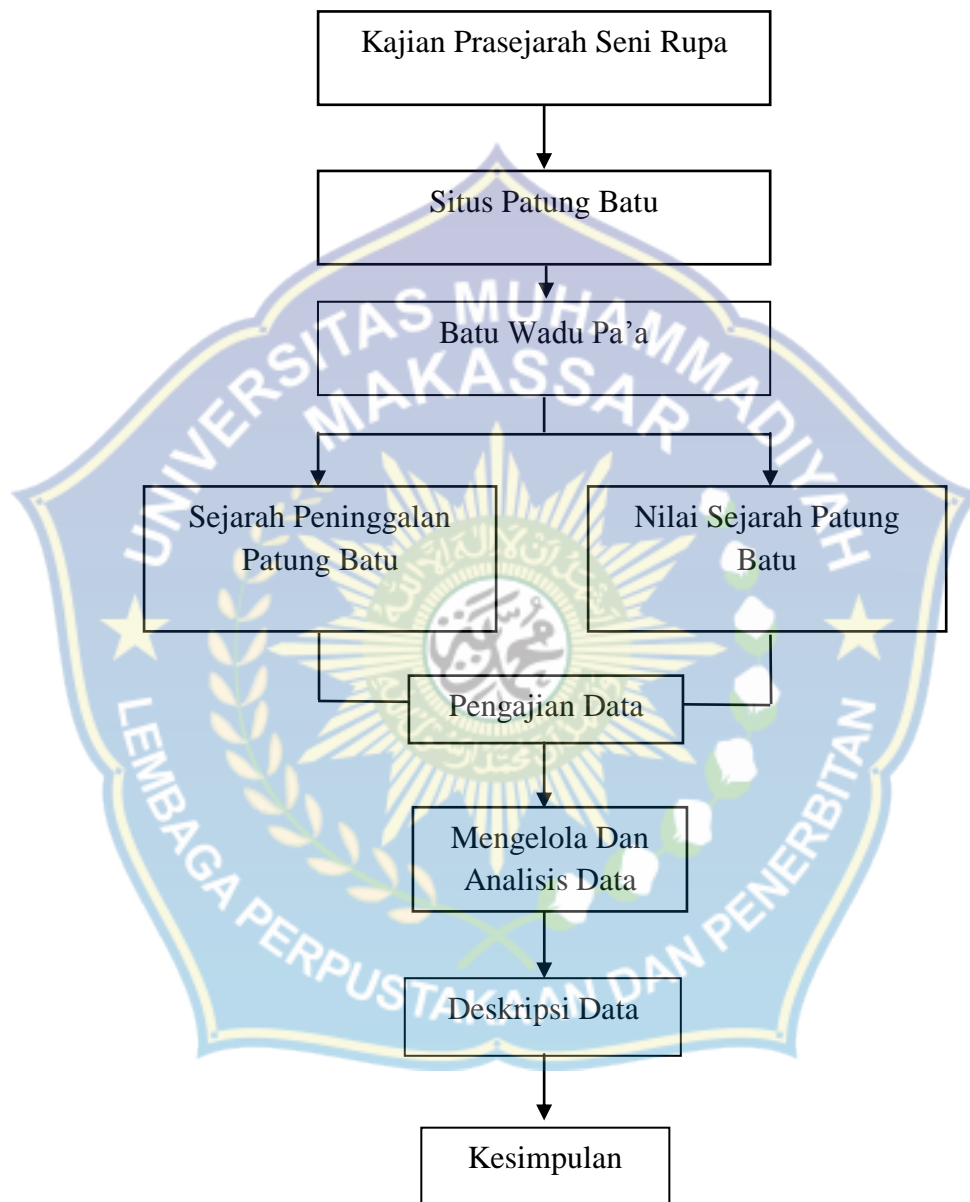 Kajian Prasejarah Seni Rupa
Situs Patung Batu
Batu Wadu Pa’a
UNIVERSITAS MUHAMMADIYAH
MAKASSAR
Sejarah Peninggalan
Patung Batu
Nilai Sejarah Patung
Batu
Pengajian Data
Mengelola Dan
Analisis Data
Deskripsi Data
LEMBAGA PERPUSTAKAAN DAN PENERBITAN
Kesimpulan